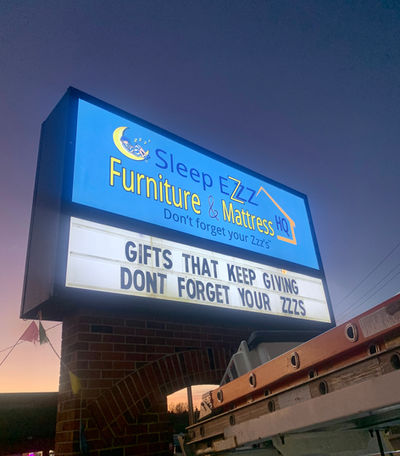 Sleep EZzz
Furniture & Mattress HQ
Don't forget your Zzz's
GIFTS THAT KEEP GIVING
DONT FORGET YOUR ZZZS